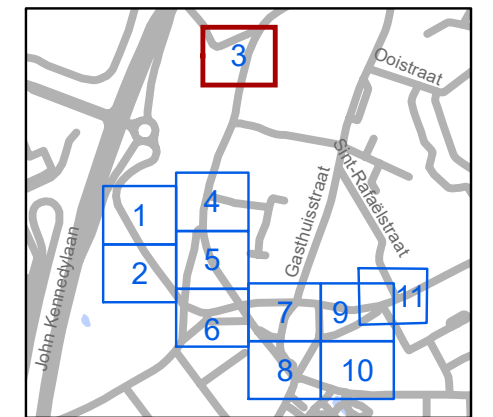 3
Ooistraat
Sint-Rafaëlstraat
Gasthuisstraat
John Kennedylaan
4
1
5
2
11
7
9
6
8
10